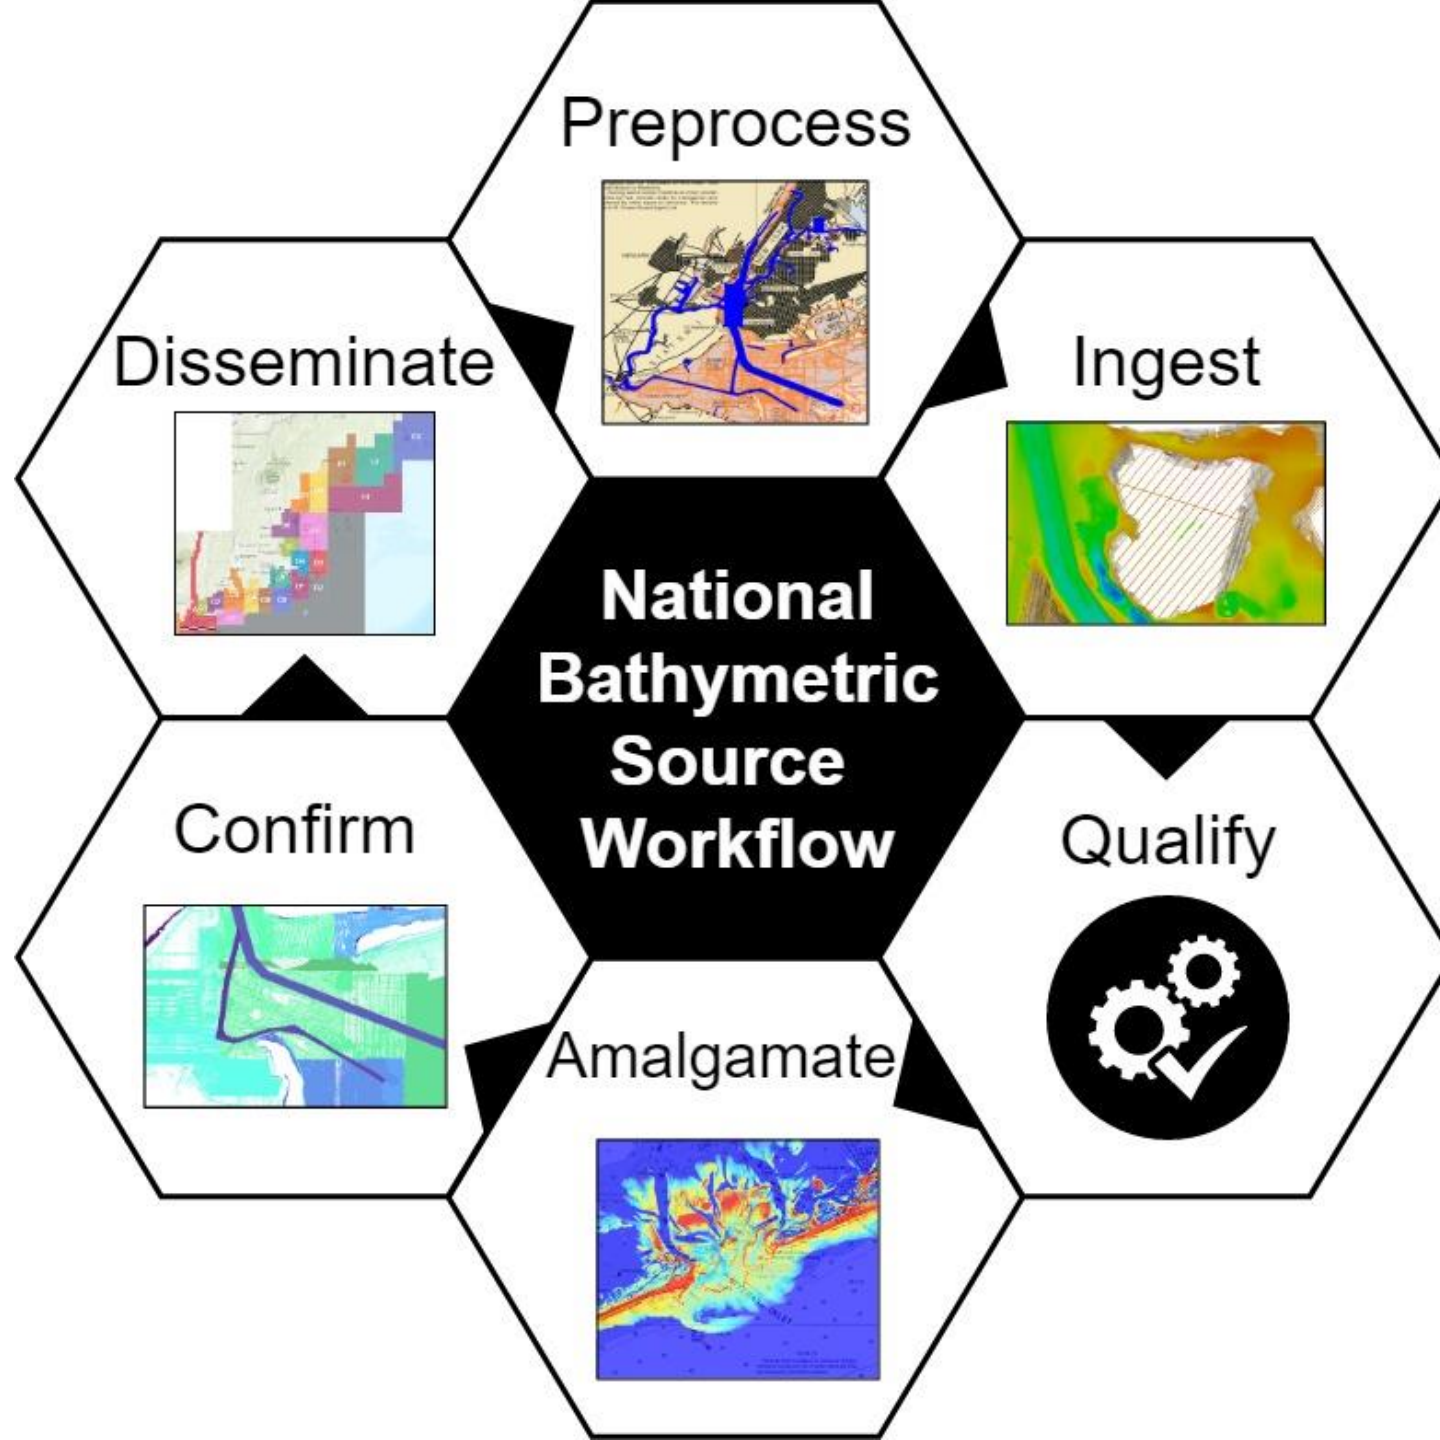 Preprocess
Disseminate
Ingest
National
Bathymetric
Source
Workflow
Confirm
Qualify
Amalgamate